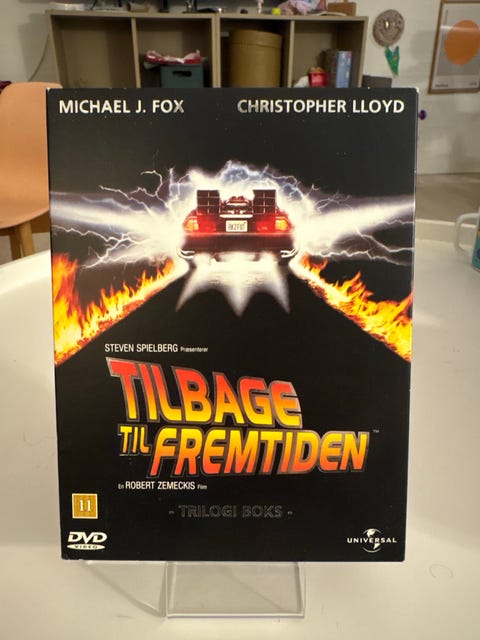 MICHAEL J. FOX CHRISTOPHER LLOYD
STEVEN SPIELBERG Præsenterer
TILBAGE
TIL FREMTIDEN™
En ROBERT ZEMECKIS Film
- TRILOGI BOKS -
11
DVD
VIDEO
UNIVERSAL